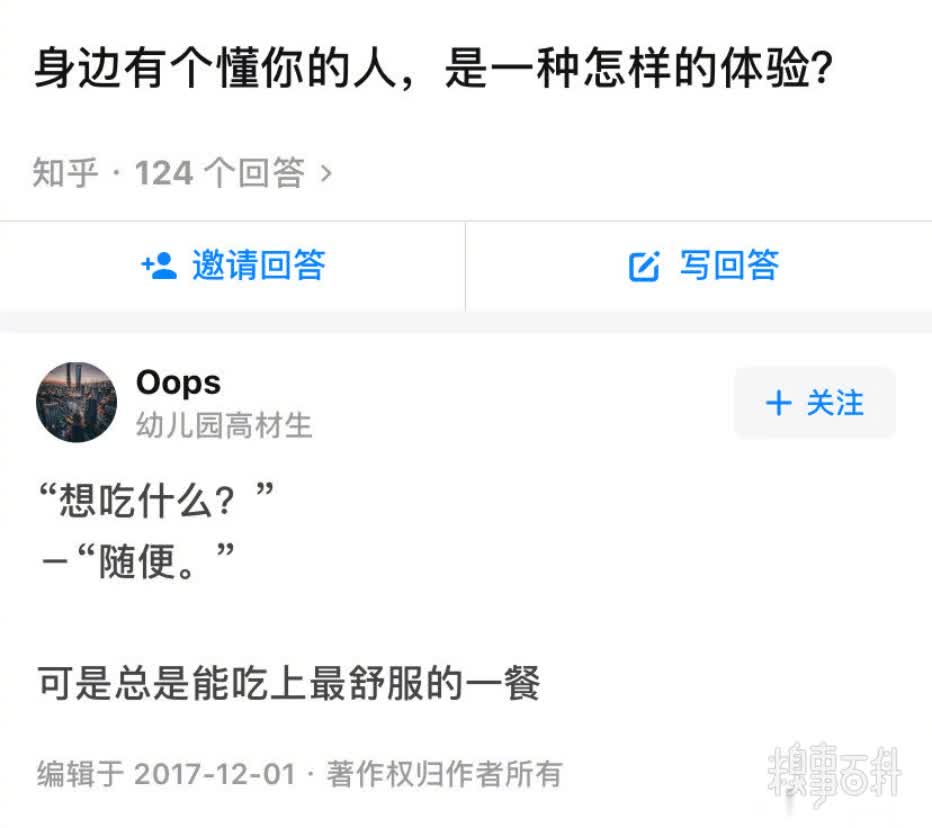 身边有个懂你的人，是一种怎样的体验?
知乎 · 124 个回答 ›
邀请回答
写回答
Oops
幼儿园高材生
+ 关注
“想吃什么？”
– “随便。”
可是总是能吃上最舒服的一餐
编辑于 2017-12-01 · 著作权归作者所有
糗事百科